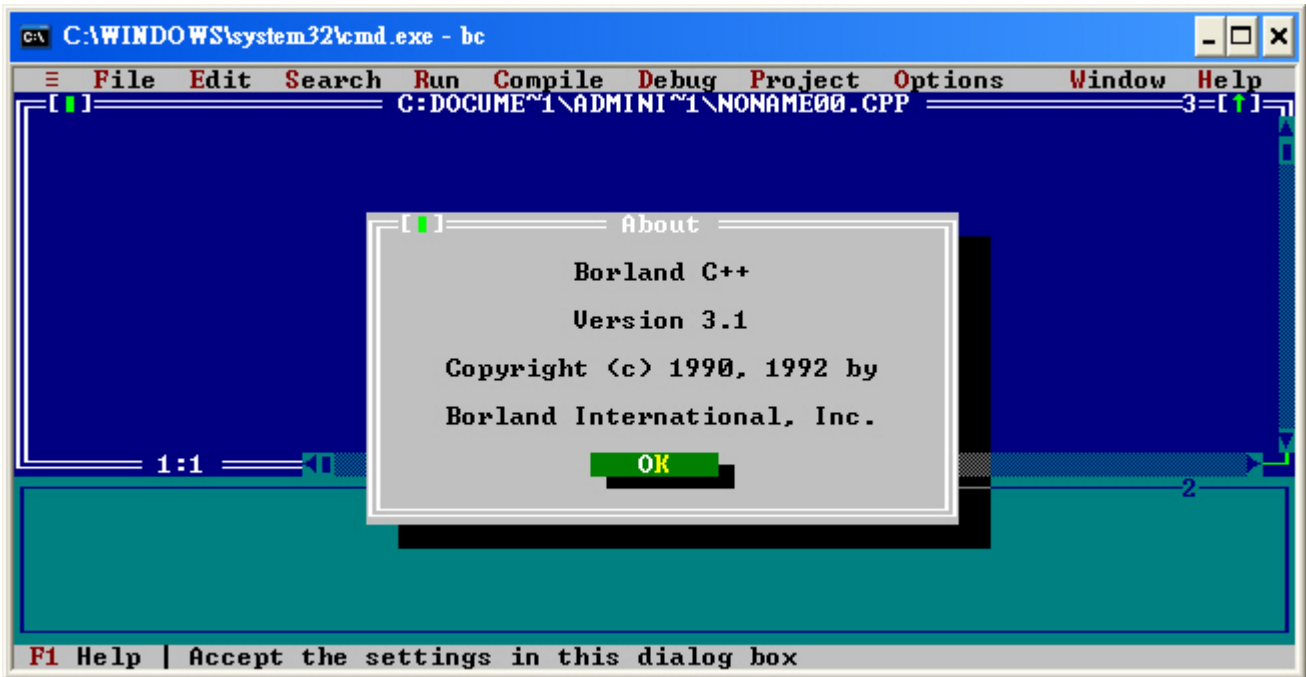 C:\WINDOWS\system32\cmd.exe - bc
≡ File Edit Search Run Compile Debug Project Options Window Help
[▮] C:DOCUME~1\ADMINI~1\NONAME00.CPP 3=[↑]
[▮] About
Borland C++
Version 3.1
Copyright (c) 1990, 1992 by
Borland International, Inc.
OK
1:1
2
F1 Help | Accept the settings in this dialog box